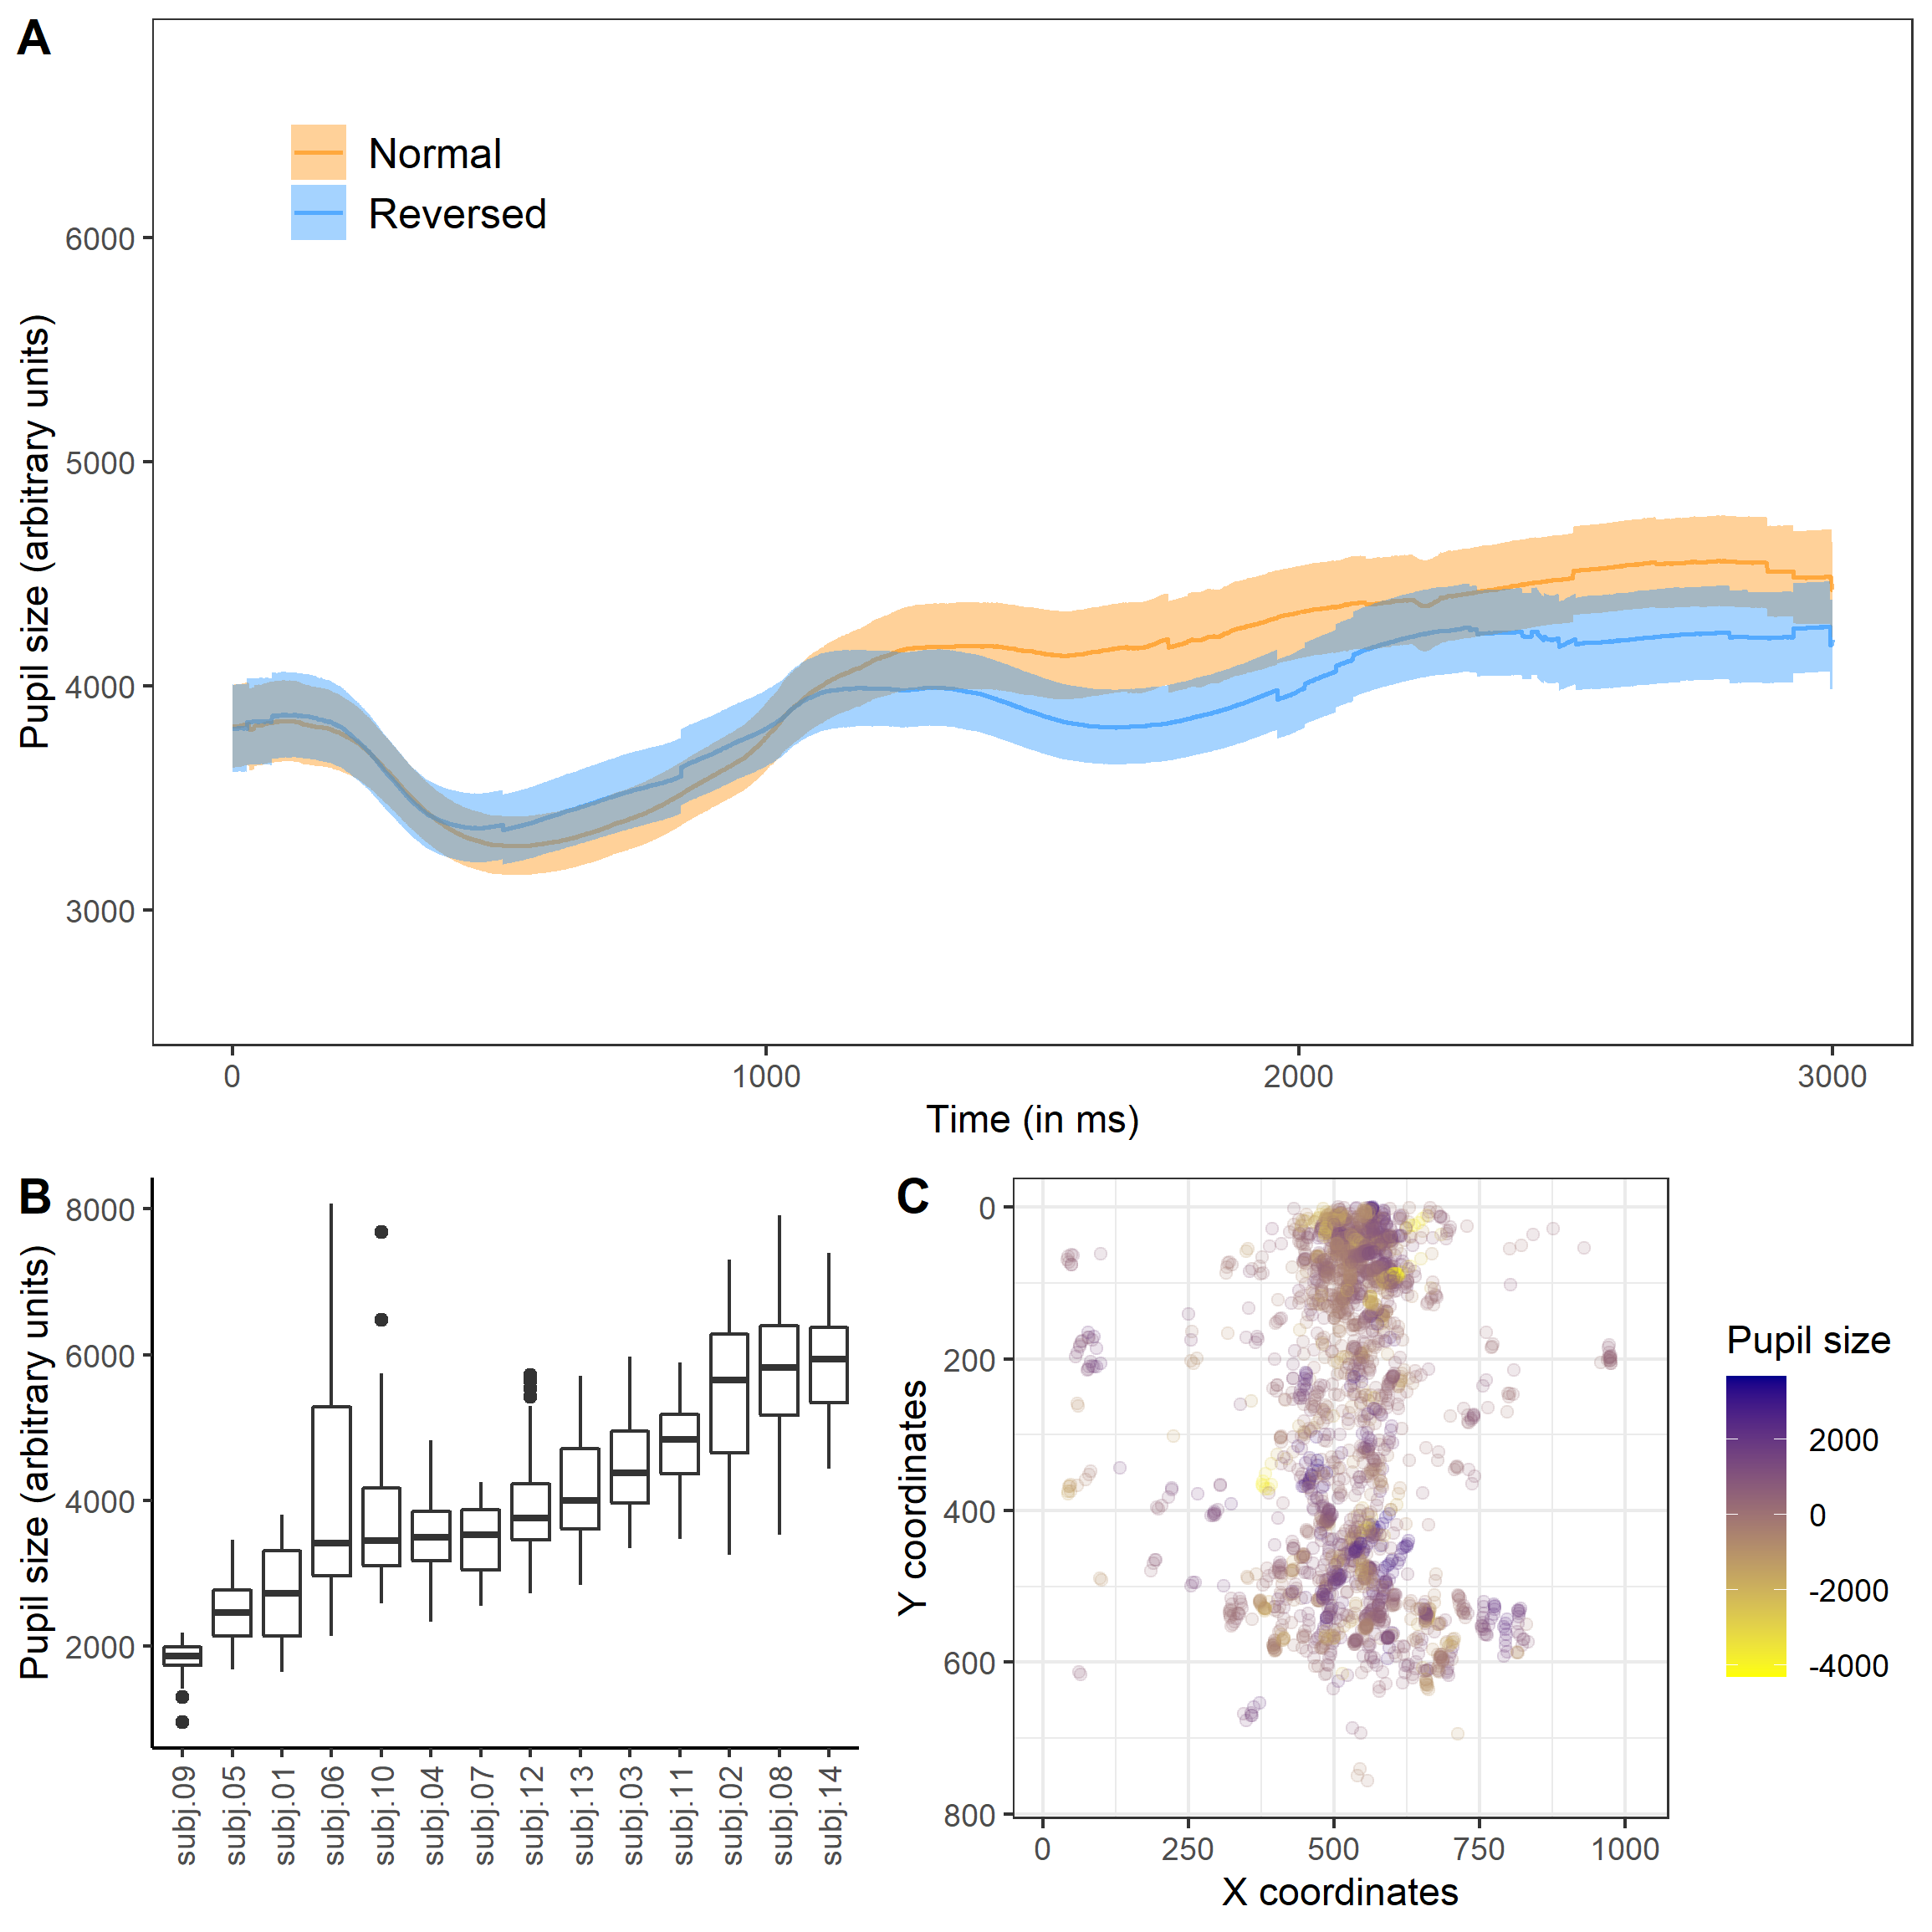 A
Normal
Reversed
Pupil size (arbitrary units)
6000
5000
4000
3000
0 1000 2000 3000
Time (in ms)
B
Pupil size (arbitrary units)
8000
6000
4000
2000
subj.09 subj.05 subj.01 subj.06 subj.10 subj.04 subj.07 subj.12 subj.13 subj.03 subj.11 subj.02 subj.08 subj.14
C
Y coordinates
0
200
400
600
800
0 250 500 750 1000
X coordinates
Pupil size
2000
0
-2000
-4000